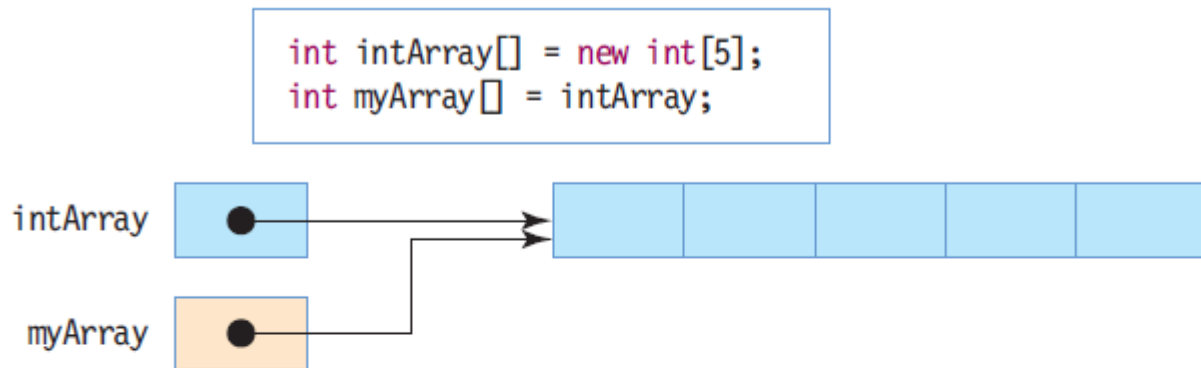 int intArray[] = new int[5];
int myArray[] = intArray;
intArray
myArray